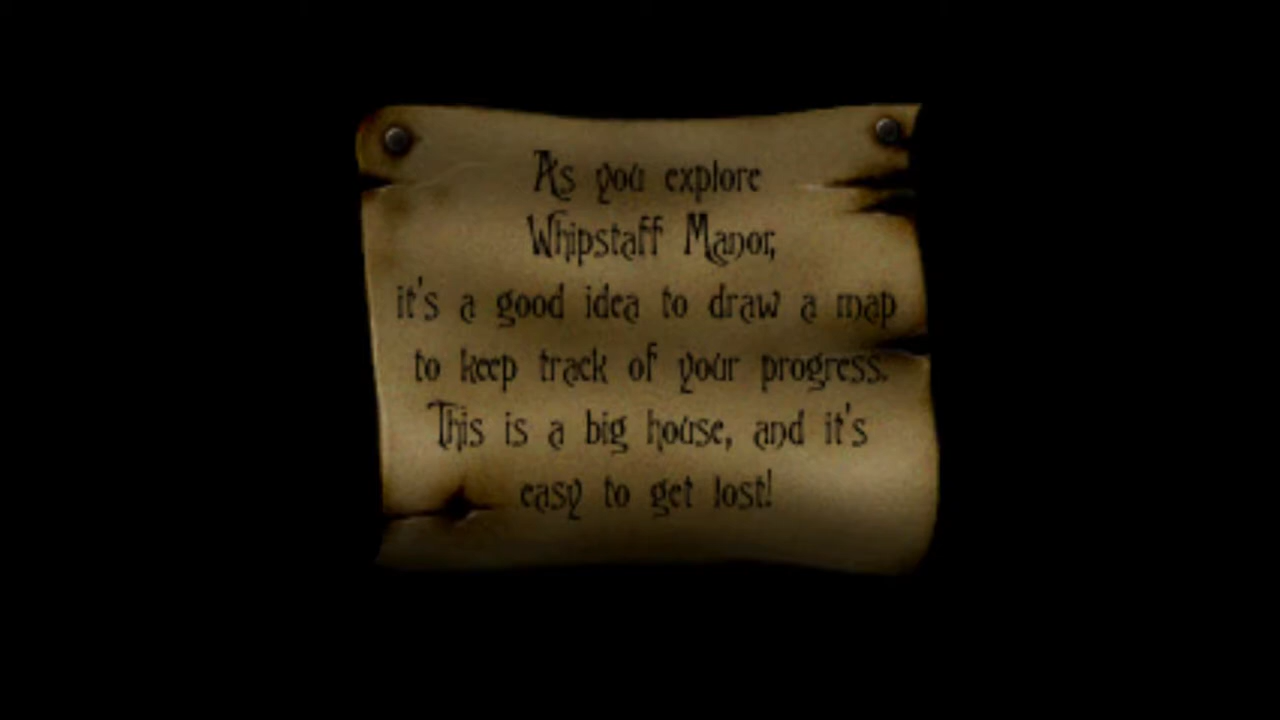 As you explore
Whipstaff Manor,
it's a good idea to draw a map
to keep track of your progress.
This is a big house, and it's
easy to get lost!